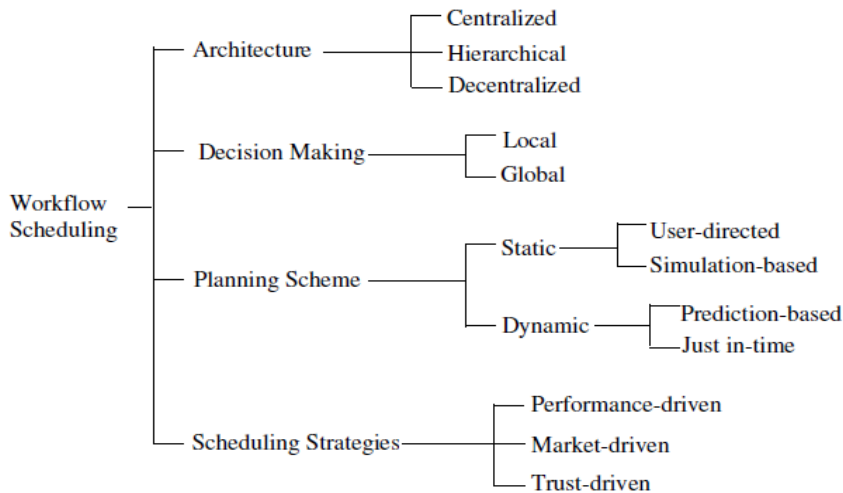 Centralized
Architecture
Hierarchical
Decentralized
Local
Decision Making
Global
Workflow
Scheduling
User-directed
Static
Simulation-based
Planning Scheme
Prediction-based
Dynamic
Just in-time
Performance-driven
Scheduling Strategies
Market-driven
Trust-driven